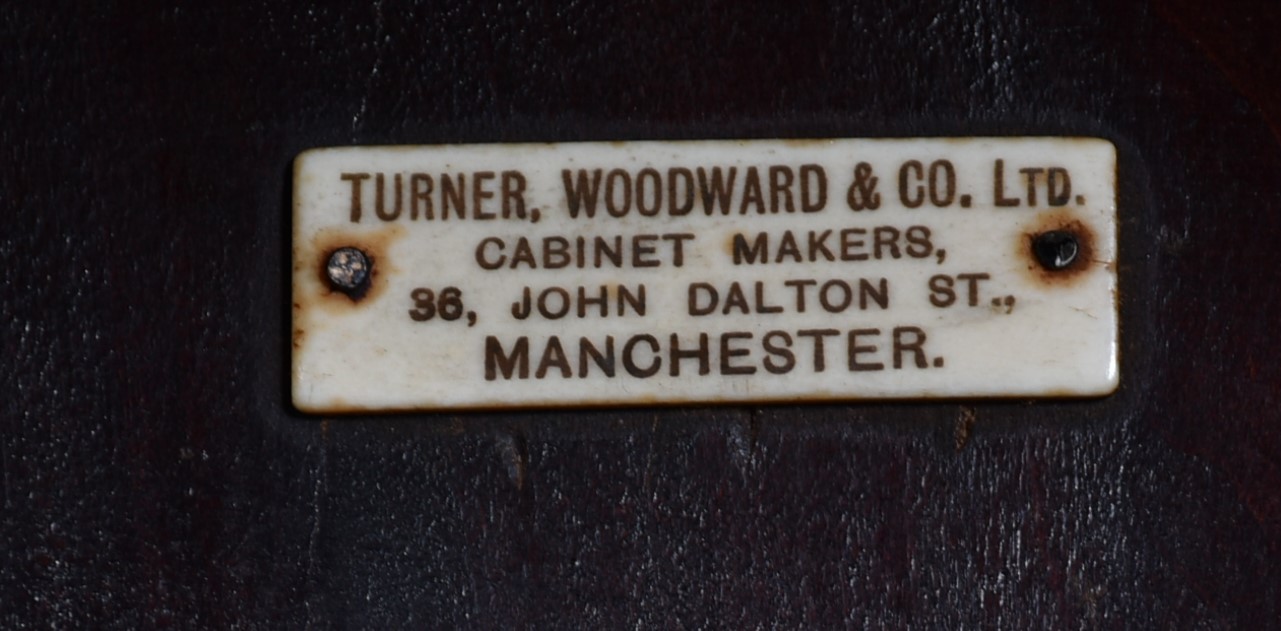 TURNER, WOODWARD & CO. LTD.
CABINET MAKERS,
36, JOHN DALTON ST.,
MANCHESTER.